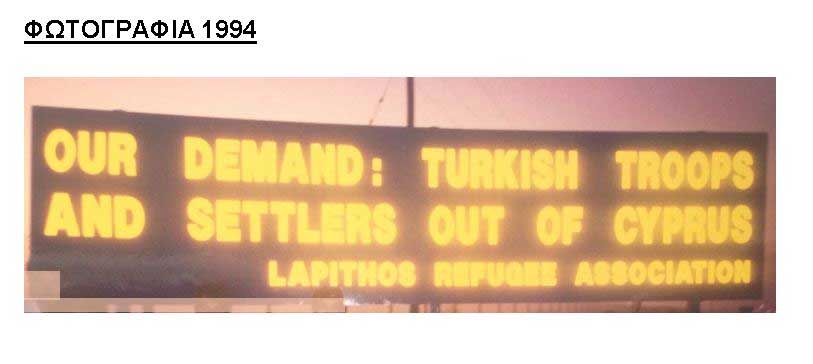 ΦΩΤΟΓΡΑΦΙΑ 1994
OUR DEMAND: TURKISH TROOPS
AND SETTLERS OUT OF CYPRUS
LAPITHOS REFUGEE ASSOCIATION